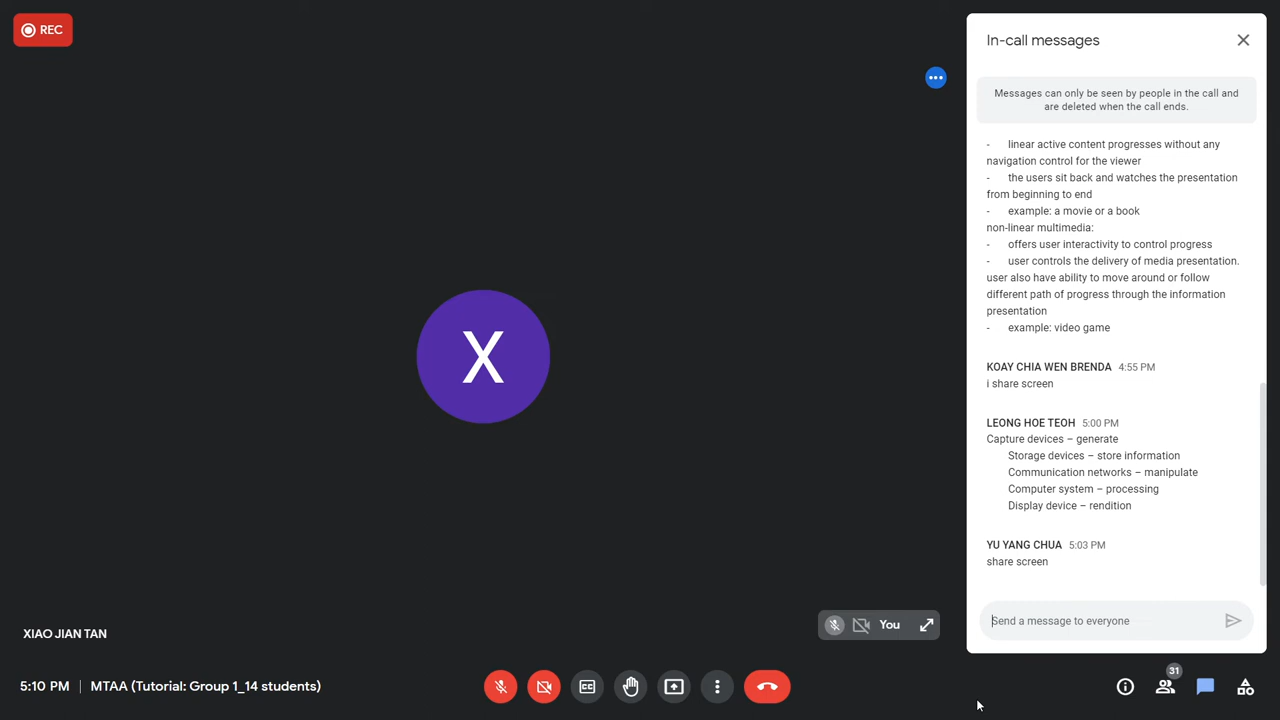 REC
In-call messages
Messages can only be seen by people in the call and
are deleted when the call ends.
- linear active content progresses without any
navigation control for the viewer
- the users sit back and watches the presentation
from beginning to end
- example: a movie or a book
non-linear multimedia:
- offers user interactivity to control progress
- user controls the delivery of media presentation.
user also have ability to move around or follow
different path of progress through the information
presentation
- example: video game
KOAY CHIA WEN BRENDA 4:55 PM
i share screen
LEONG HOE TEOH 5:00 PM
Capture devices – generate
Storage devices – store information
Communication networks – manipulate
Computer system – processing
Display device – rendition
YU YANG CHUA 5:03 PM
share screen
Send a message to everyone
X
XIAO JIAN TAN
You
5:10 PM | MTAA (Tutorial: Group 1_14 students)
CC
31